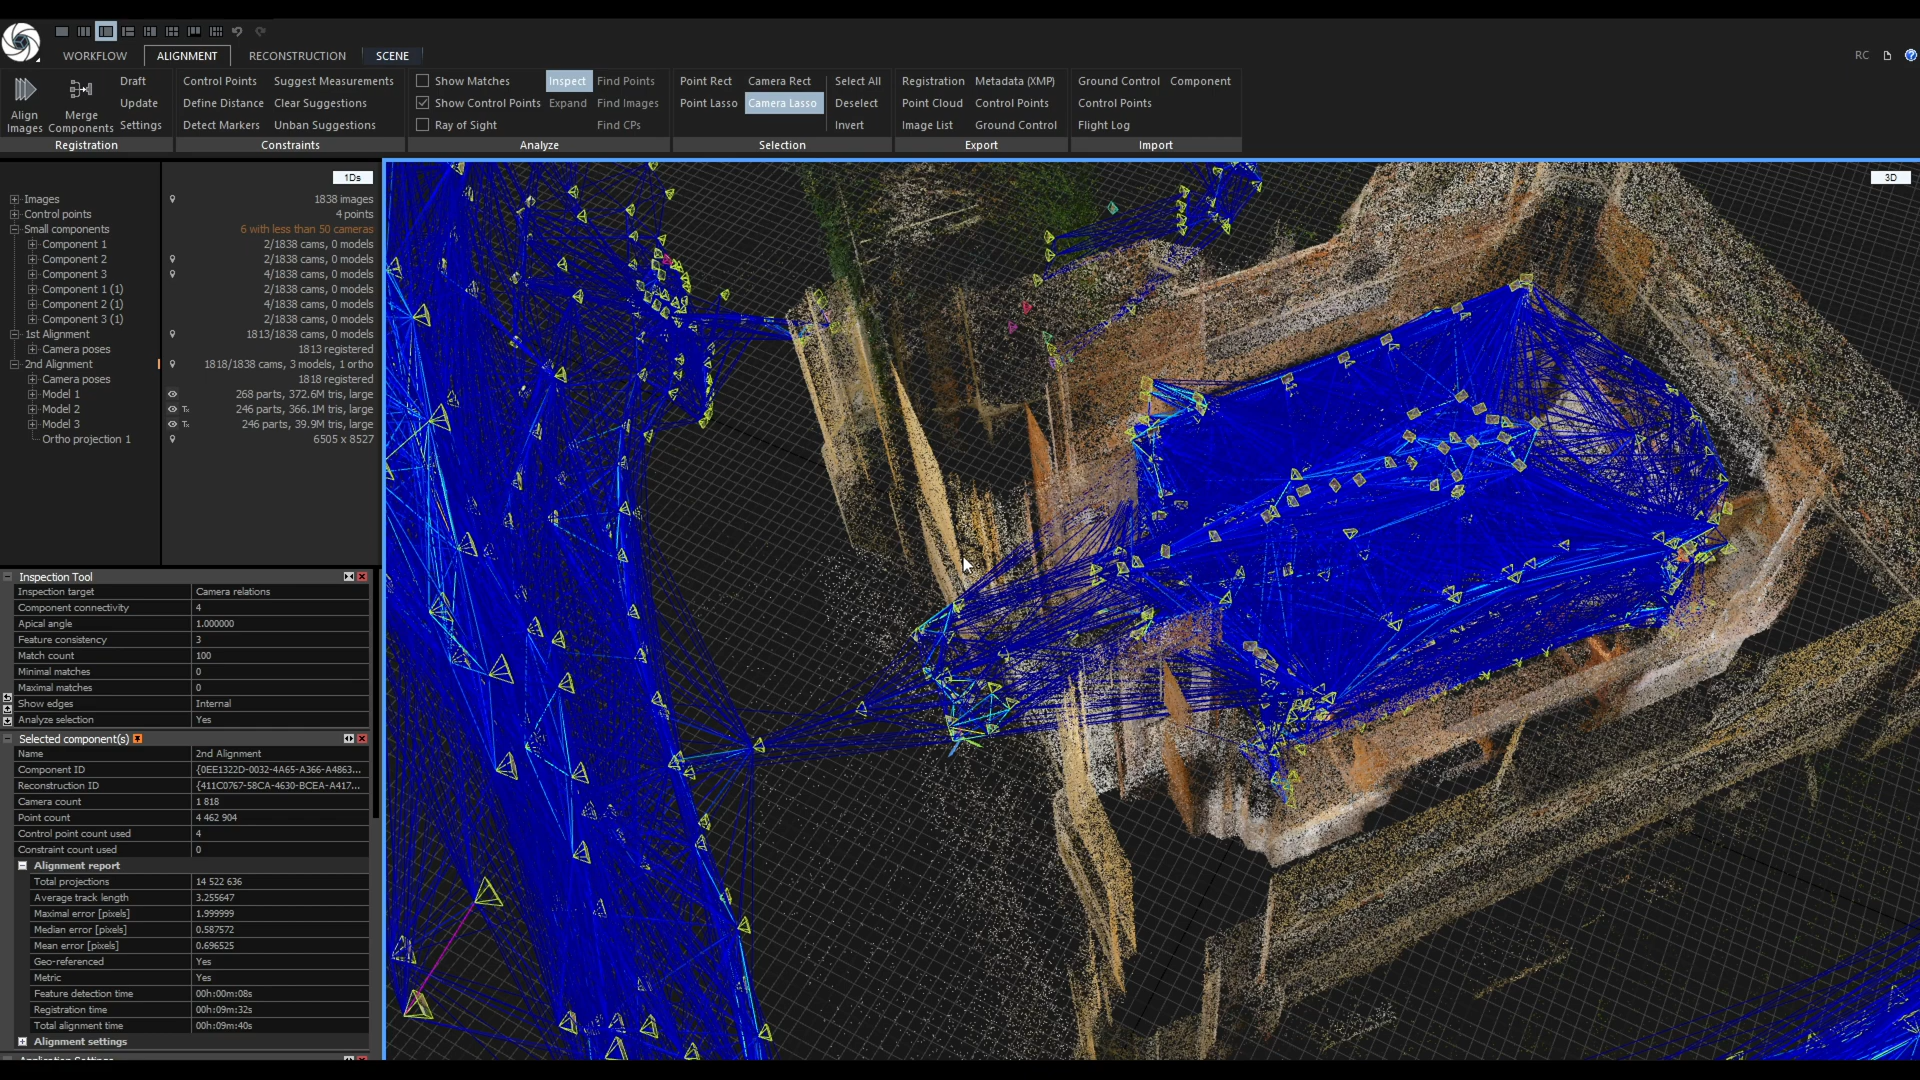 WORKFLOW ALIGNMENT RECONSTRUCTION SCENE RC
Align Images
Merge Components
Draft
Update
Settings
Registration
Control Points Suggest Measurements
Define Distance Clear Suggestions
Detect Markers Unban Suggestions
Constraints
Show Matches Inspect Find Points
Show Control Points Expand Find Images
Ray of Sight Find CPs
Analyze
Point Rect Camera Rect Select All
Point Lasso Camera Lasso Deselect
Invert
Selection
Registration Metadata (XMP)
Point Cloud Control Points
Image List Ground Control
Export
Ground Control Component
Control Points
Flight Log
Import
1Ds
3D
Images 1838 images
Control points 4 points
Small components 6 with less than 50 cameras
Component 1 2/1838 cams, 0 models
Component 2 2/1838 cams, 0 models
Component 3 4/1838 cams, 0 models
Component 1 (1) 2/1838 cams, 0 models
Component 2 (1) 4/1838 cams, 0 models
Component 3 (1) 2/1838 cams, 0 models
1st Alignment 1813/1838 cams, 0 models
Camera poses 1813 registered
2nd Alignment 1818/1838 cams, 3 models, 1 ortho
Camera poses 1818 registered
Model 1 268 parts, 372.6M tris, large
Model 2 246 parts, 366.1M tris, large
Model 3 246 parts, 39.9M tris, large
Ortho projection 1 6505 x 8527
Inspection Tool
Inspection target Camera relations
Component connectivity 4
Apical angle 1.000000
Feature consistency 3
Match count 100
Minimal matches 0
Maximal matches 0
Show edges Internal
Analyze selection Yes
Selected component(s)
Name 2nd Alignment
Component ID {0EE1322D-0032-4A65-A366-A4863...
Reconstruction ID {411C0767-58CA-4630-BCEA-A417...
Camera count 1 818
Point count 4 462 904
Control point count used 4
Constraint count used 0
Alignment report
Total projections 14 522 636
Average track length 3.255647
Maximal error [pixels] 1.999999
Median error [pixels] 0.587572
Mean error [pixels] 0.696525
Geo-referenced Yes
Metric Yes
Feature detection time 00h:00m:08s
Registration time 00h:09m:32s
Total alignment time 00h:09m:40s
Alignment settings